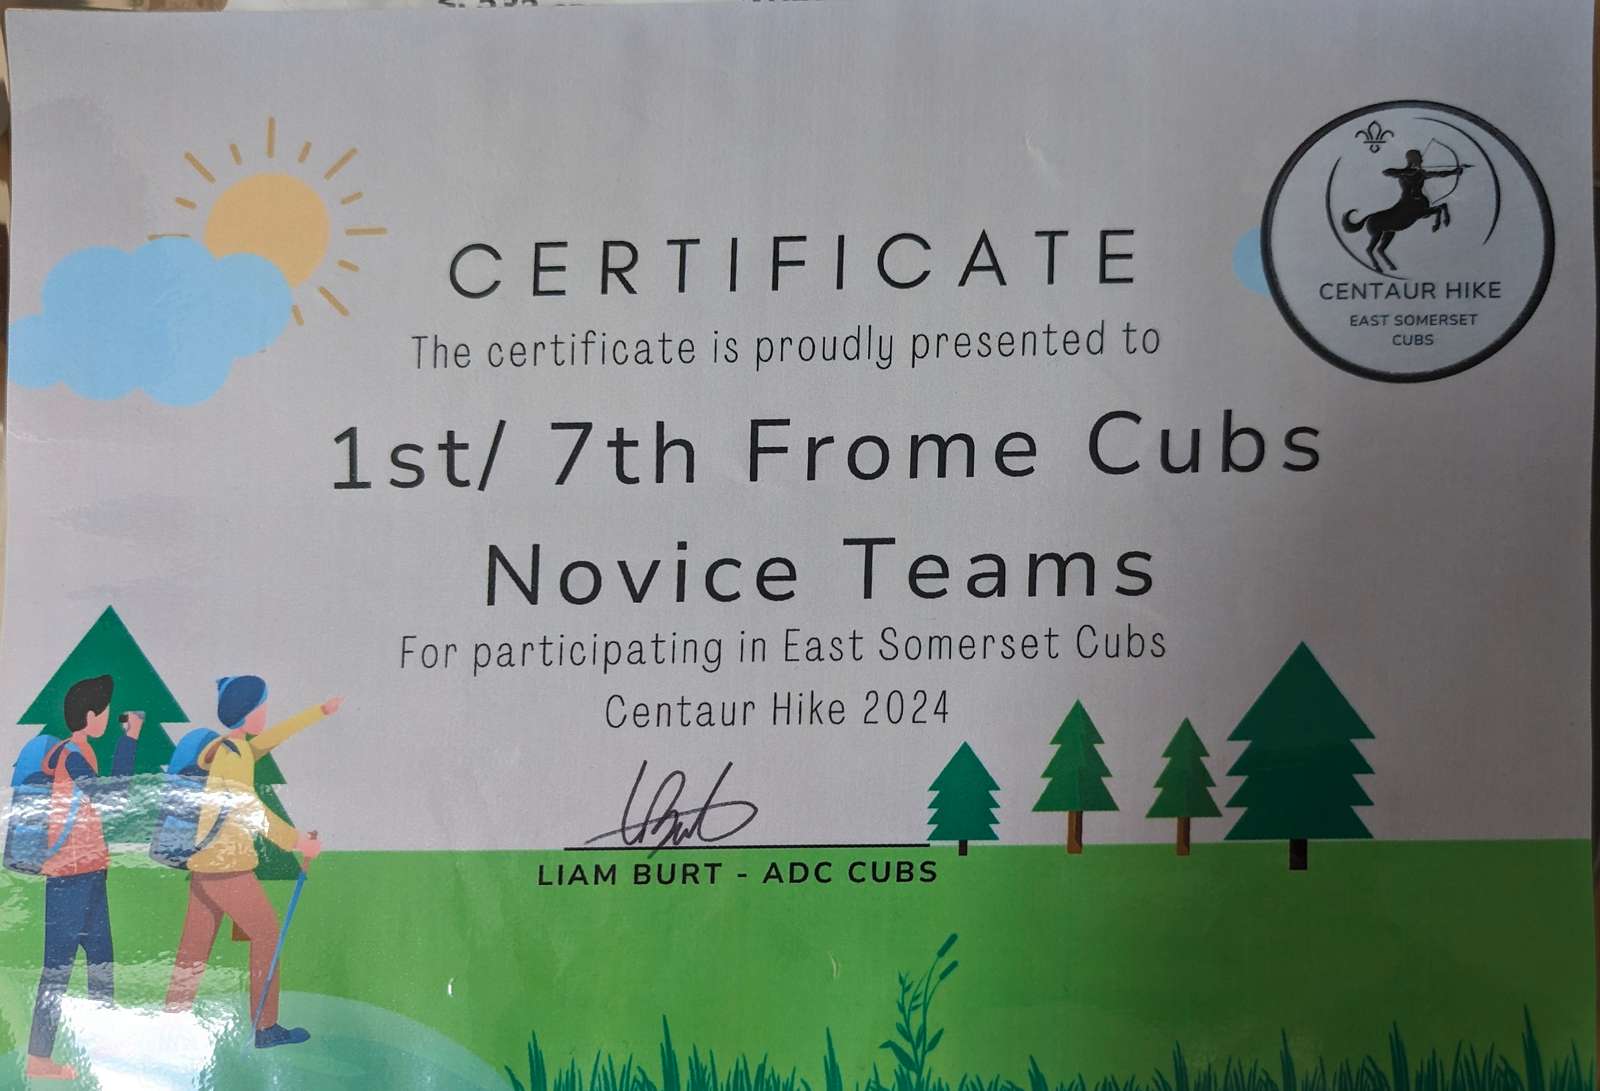 CERTIFICATE
The certificate is proudly presented to
1st/ 7th Frome Cubs
Novice Teams
For participating in East Somerset Cubs
Centaur Hike 2024
LIAM BURT - ADC CUBS
CENTAUR HIKE
EAST SOMERSET
CUBS